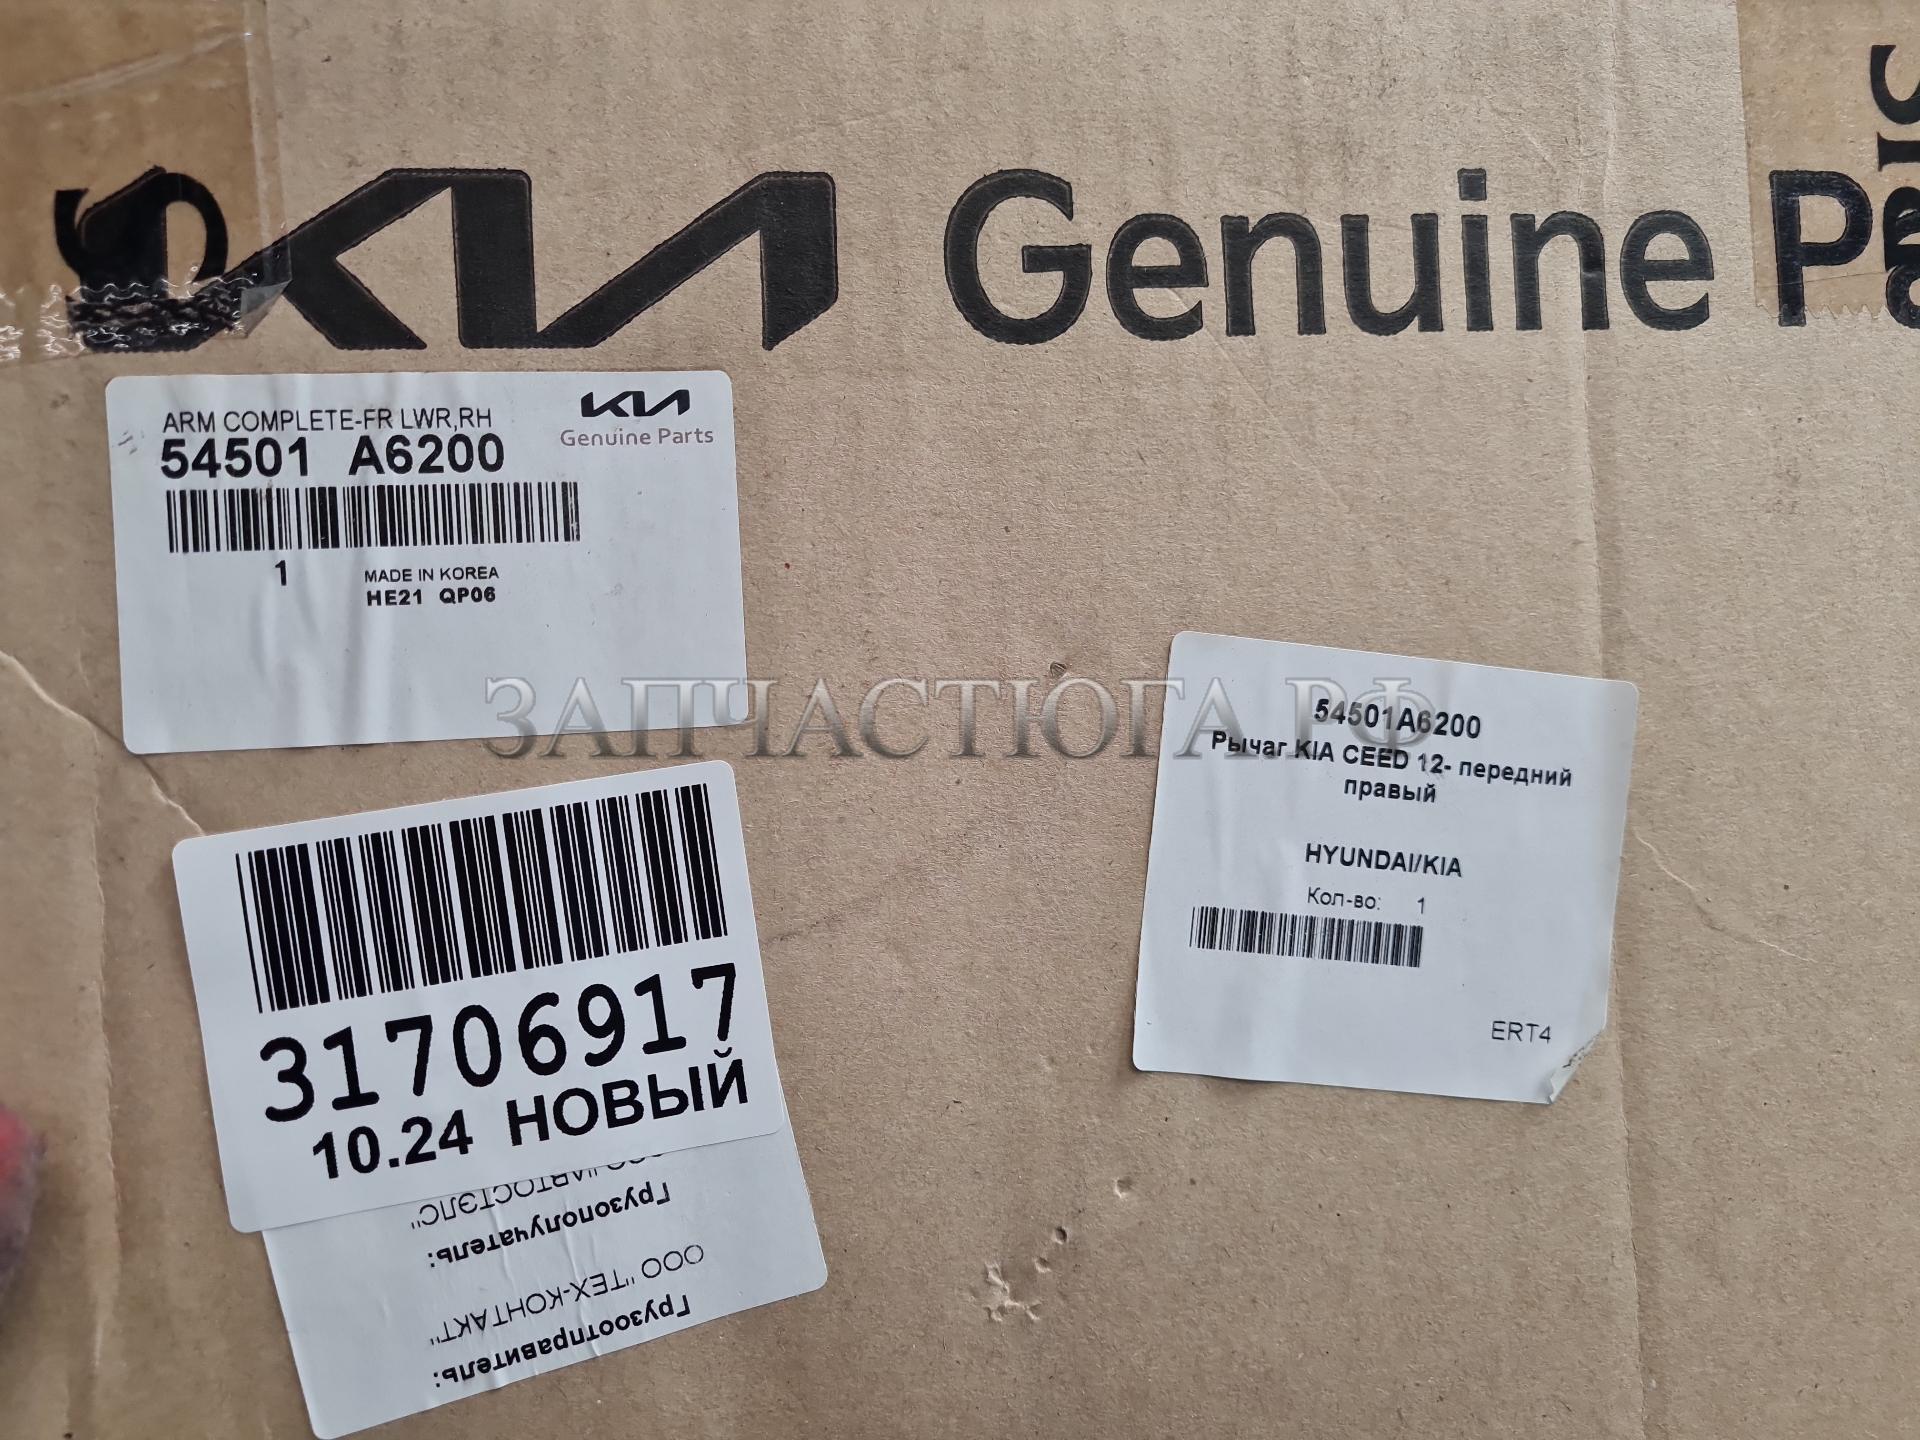 KIA Genuine P
ARM COMPLETE-FR LWR,RH
54501 A6200
KIA
Genuine Parts
1
MADE IN KOREA
HE21 QP06
ЗАПЧАСТЮГА.РФ
54501A6200
Рычаг KIA CEED 12- передний
правый
HYUNDAI/KIA
Кол-во: 1
ERT4
31706917
10.24 НОВЫЙ
Грузоотправитель:
ООО "ТЕХ-КОНТАКТ"
Грузополучатель:
ООО "АВТОСТЭЛС"